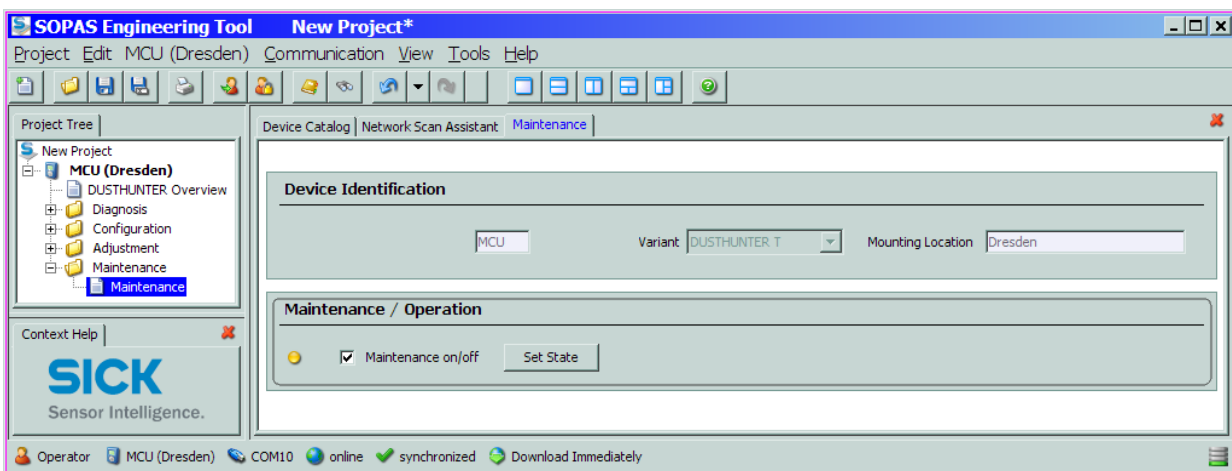 SOPAS Engineering Tool New Project*
Project Edit MCU (Dresden) Communication View Tools Help
Project Tree
New Project
MCU (Dresden)
DUSTHUNTER Overview
Diagnosis
Configuration
Adjustment
Maintenance
Maintenance
Context Help
SICK
Sensor Intelligence.
Device Catalog Network Scan Assistant Maintenance
Device Identification
MCU Variant DUSTHUNTER T Mounting Location Dresden
Maintenance / Operation
Maintenance on/off Set State
Operator MCU (Dresden) COM10 online synchronized Download Immediately